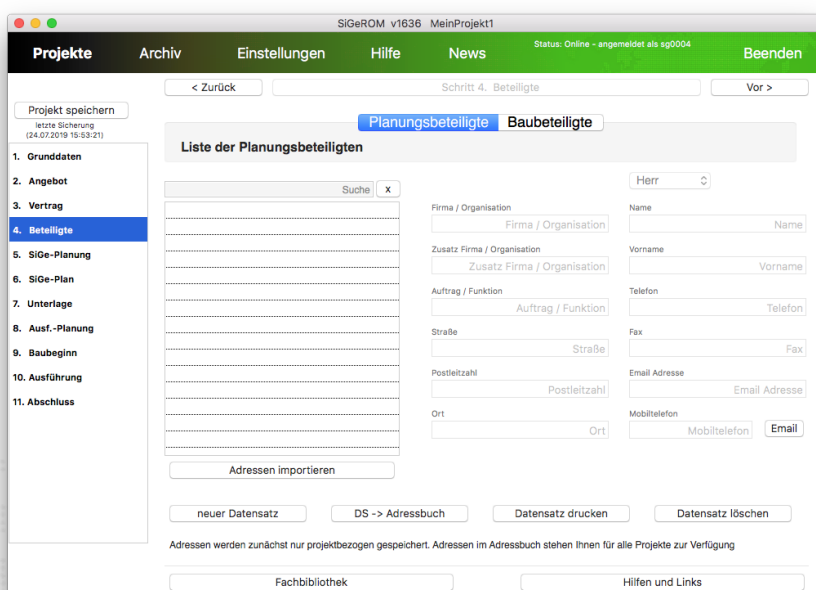 SiGeROM v1636 MeinProjekt1
Projekte Archiv Einstellungen Hilfe News Status: Online - angemeldet als sg0004 Beenden
< Zurück Schritt 4. Beteiligte Vor >
Projekt speichern
letzte Sicherung
(24.07.2019 15:53:21)
1. Grunddaten
2. Angebot
3. Vertrag
4. Beteiligte
5. SiGe-Planung
6. SiGe-Plan
7. Unterlage
8. Ausf.-Planung
9. Baubeginn
10. Ausführung
11. Abschluss
Planungsbeteiligte Baubeteiligte
Liste der Planungsbeteiligten
Suche x
Adressen importieren
Herr
Firma / Organisation Name
Firma / Organisation Name
Zusatz Firma / Organisation Vorname
Zusatz Firma / Organisation Vorname
Auftrag / Funktion Telefon
Auftrag / Funktion Telefon
Straße Fax
Straße Fax
Postleitzahl Email Adresse
Postleitzahl Email Adresse
Ort Mobiltelefon
Ort Mobiltelefon Email
neuer Datensatz DS -> Adressbuch Datensatz drucken Datensatz löschen
Adressen werden zunächst nur projektbezogen gespeichert. Adressen im Adressbuch stehen Ihnen für alle Projekte zur Verfügung
Fachbibliothek Hilfen und Links